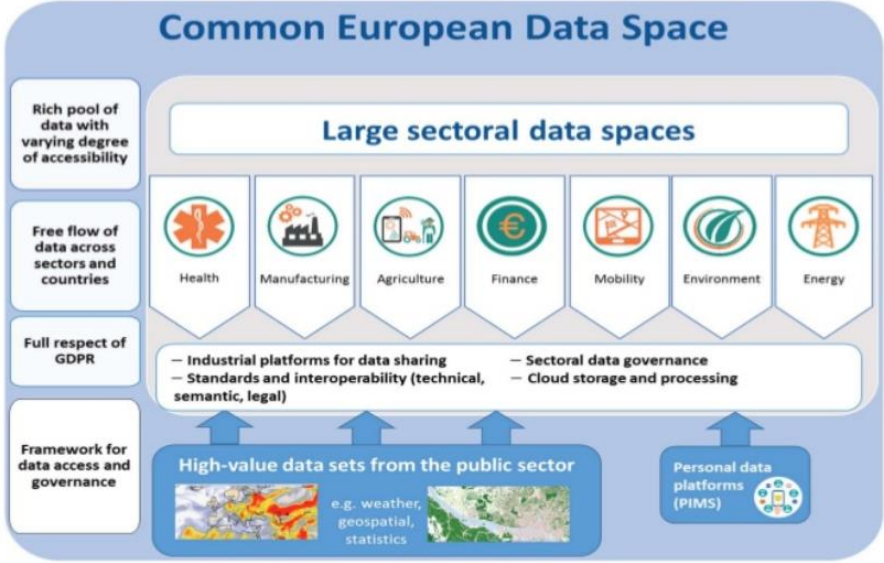 Common European Data Space
Rich pool of
data with
varying degree
of accessibility
Free flow of
data across
sectors and
countries
Full respect of
GDPR
Framework for
data access and
governance
Large sectoral data spaces
Health
Manufacturing
Agriculture
Finance
Mobility
Environment
Energy
– Industrial platforms for data sharing
– Standards and interoperability (technical,
semantic, legal)
– Sectoral data governance
– Cloud storage and processing
High-value data sets from the public sector
e.g. weather,
geospatial,
statistics
Personal data
platforms
(PIMS)